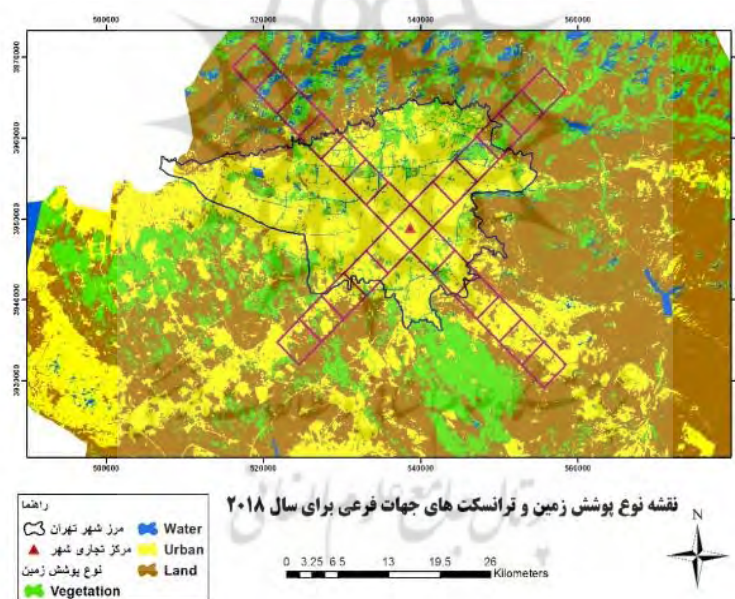 500000 520000 540000 560000
3970000
3960000
3950000
3940000
3930000
500000 520000 540000 560000
نقشه نوع پوشش زمین و ترانسکت های جهات فرعی برای سال ۲۰۱۸
راهنما
مرز شهر تهران
مرکز تجاری شهر
نوع پوشش زمین
Vegetation
Water
Urban
Land
0 3.25 6.5 13 19.5 26
Kilometers
N